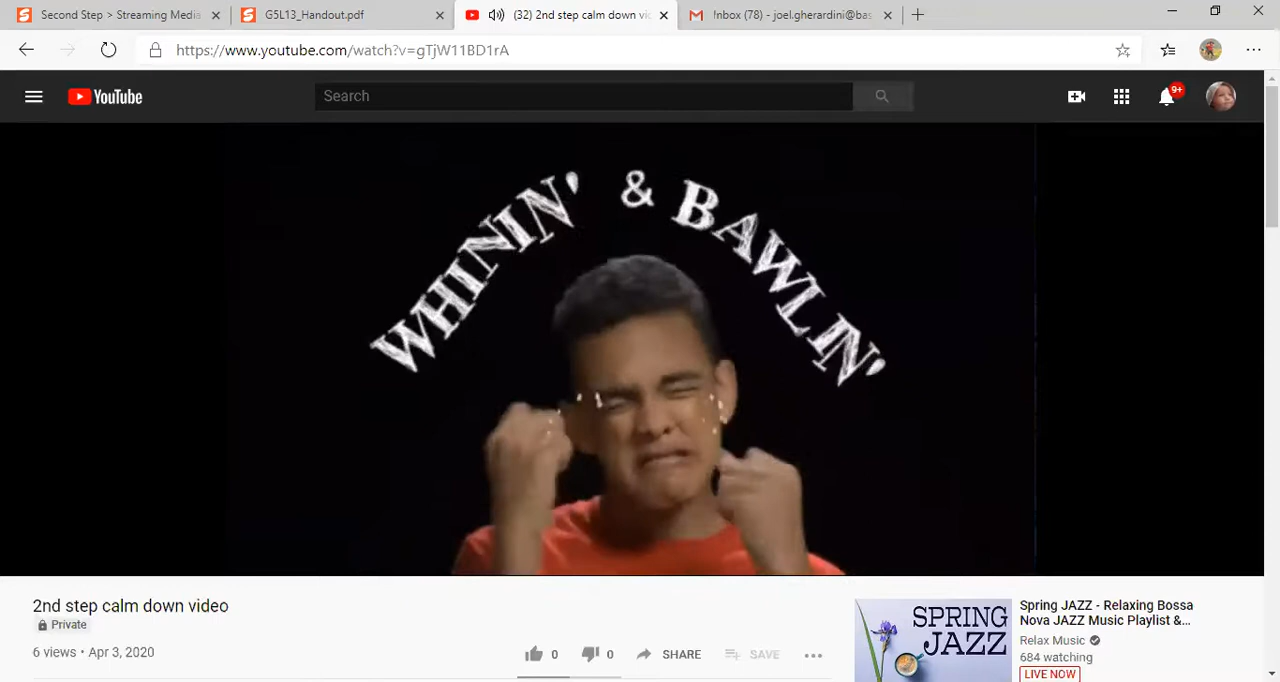 Second Step > Streaming Media
G5L13_Handout.pdf
(32) 2nd step calm down vi
Inbox (78) - joel.gherardini@bas
https://www.youtube.com/watch?v=gTjW11BD1rA
YouTube
Search
9+
WHININ' & BAWLIN'
2nd step calm down video
Private
6 views • Apr 3, 2020
0
0
SHARE
SAVE
SPRING
JAZZ
Spring JAZZ - Relaxing Bossa
Nova JAZZ Music Playlist &...
Relax Music
684 watching
LIVE NOW